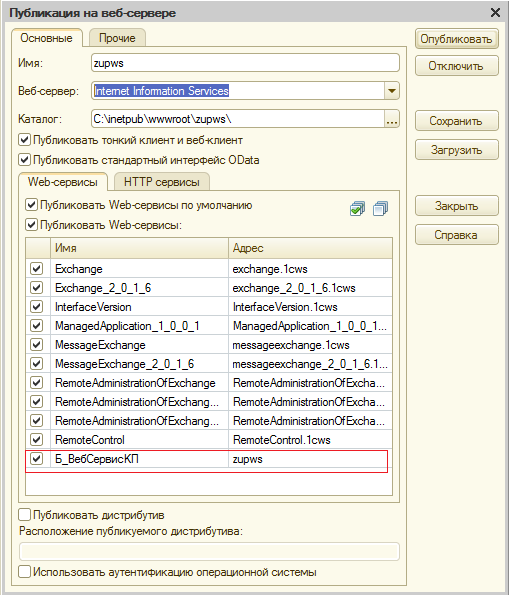 Публикация на веб-сервере
Основные Прочие Опубликовать
Имя: zupws Отключить
Веб-сервер: Internet Information Services
Каталог: C:\inetpub\wwwroot\zupws\ ... Сохранить
Публиковать тонкий клиент и веб-клиент Загрузить
Публиковать стандартный интерфейс OData
Web-сервисы HTTP сервисы
Публиковать Web-сервисы по умолчанию Закрыть
Публиковать Web-сервисы: Справка
Имя Адрес
Exchange exchange.1cws
Exchange_2_0_1_6 exchange_2_0_1_6.1cws
InterfaceVersion InterfaceVersion.1cws
ManagedApplication_1_0_0_1 ManagedApplication_1_0_0_1...
MessageExchange messageexchange.1cws
MessageExchange_2_0_1_6 messageexchange_2_0_1_6.1...
RemoteAdministrationOfExchange RemoteAdministrationOfExcha...
RemoteAdministrationOfExchang... RemoteAdministrationOfExcha...
RemoteAdministrationOfExchang... RemoteAdministrationOfExcha...
RemoteControl RemoteControl.1cws
Б_ВебСервисКП zupws
Публиковать дистрибутив
Расположение публикуемого дистрибутива:
Использовать аутентификацию операционной системы